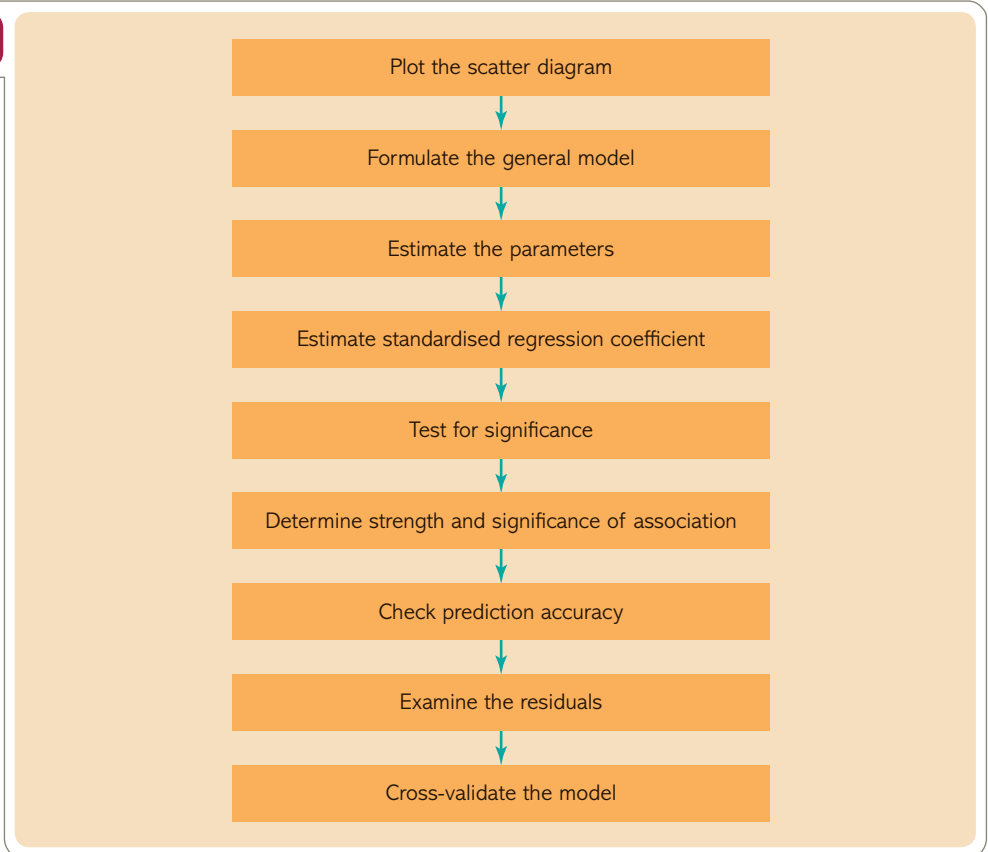 Plot the scatter diagram
Formulate the general model
Estimate the parameters
Estimate standardised regression coefficient
Test for significance
Determine strength and significance of association
Check prediction accuracy
Examine the residuals
Cross-validate the model